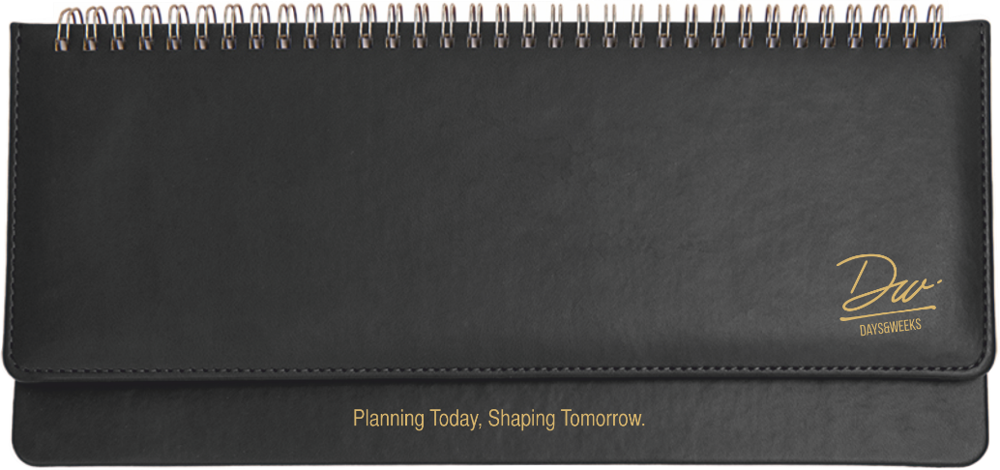 Dw.
DAYS&WEEKS
Planning Today, Shaping Tomorrow.